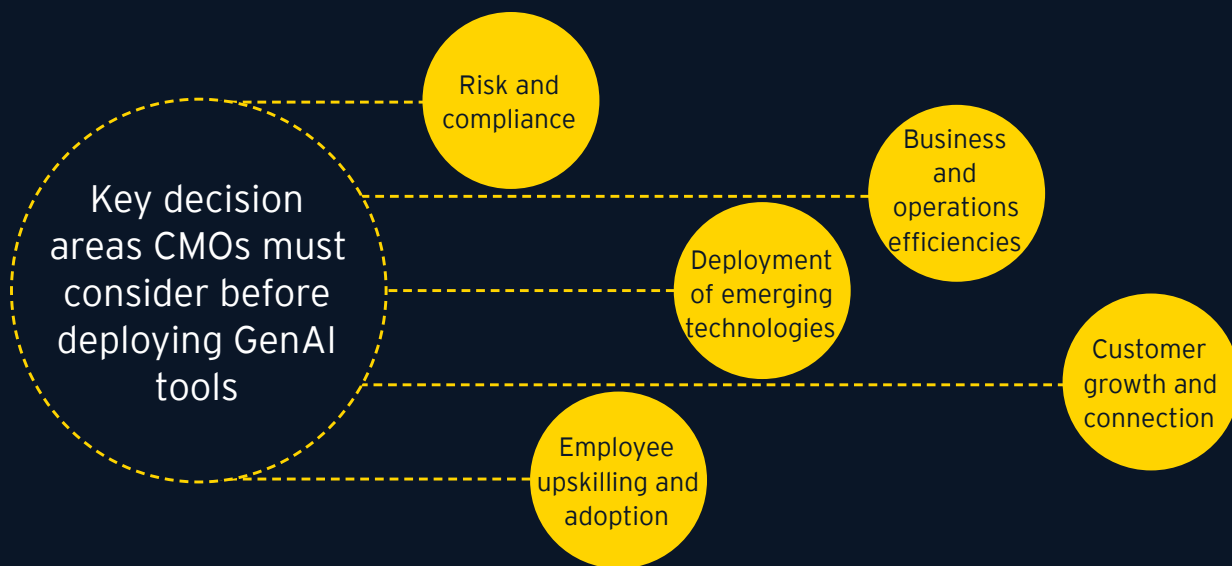 Key decision
areas CMOs must
consider before
deploying GenAI
tools
Risk and
compliance
Business
and
operations
efficiencies
Deployment
of emerging
technologies
Customer
growth and
connection
Employee
upskilling and
adoption